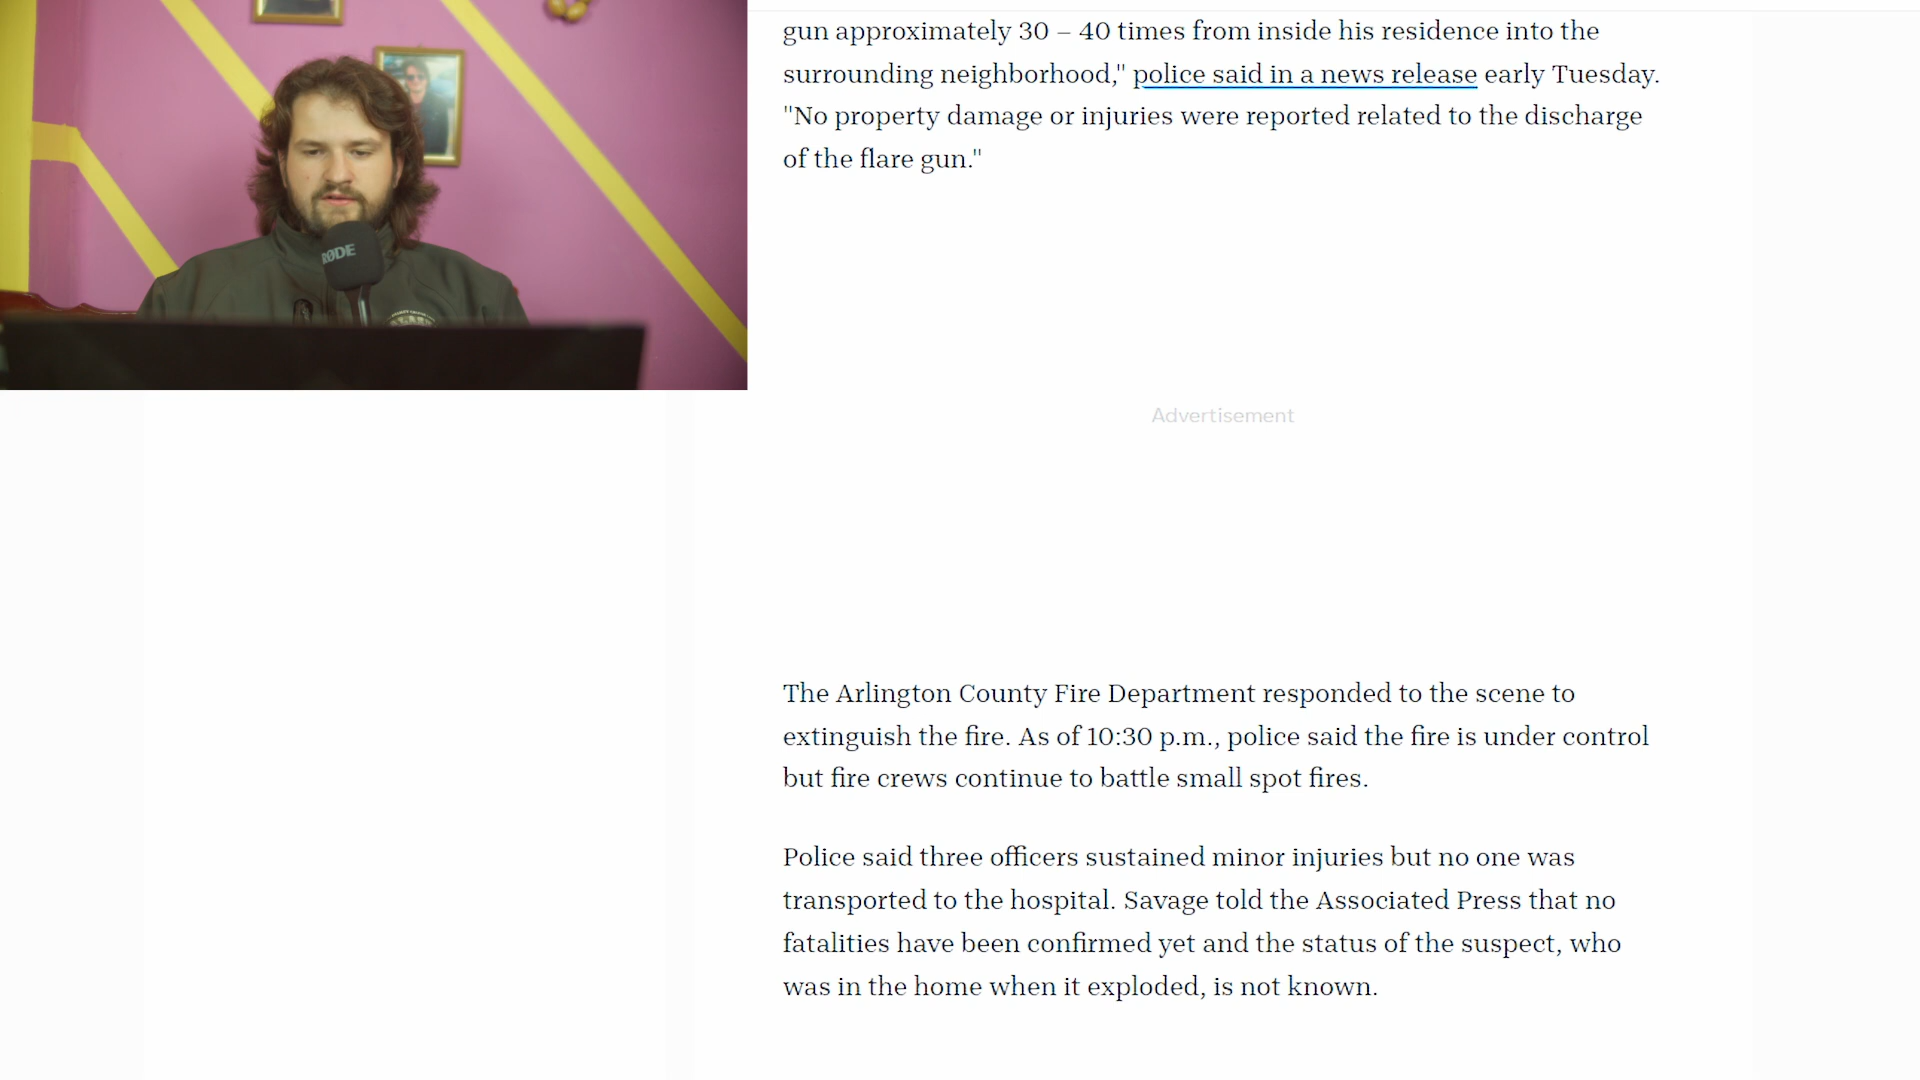 RØDE
gun approximately 30 – 40 times from inside his residence into the
surrounding neighborhood," police said in a news release early Tuesday.
"No property damage or injuries were reported related to the discharge
of the flare gun."
Advertisement
The Arlington County Fire Department responded to the scene to
extinguish the fire. As of 10:30 p.m., police said the fire is under control
but fire crews continue to battle small spot fires.
Police said three officers sustained minor injuries but no one was
transported to the hospital. Savage told the Associated Press that no
fatalities have been confirmed yet and the status of the suspect, who
was in the home when it exploded, is not known.